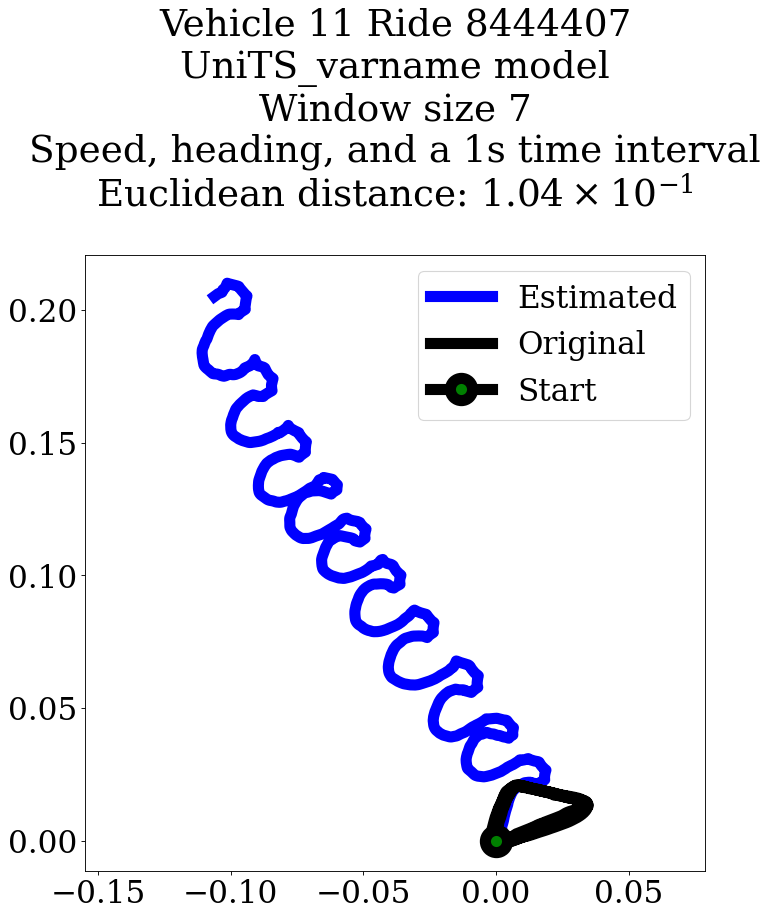 Vehicle 11 Ride 8444407
UniTS_varname model
Window size 7
Speed, heading, and a 1s time interval
Euclidean distance: 1.04 × 10⁻¹
Estimated
Original
Start
0.20
0.15
0.10
0.05
0.00
−0.15 −0.10 −0.05 0.00 0.05